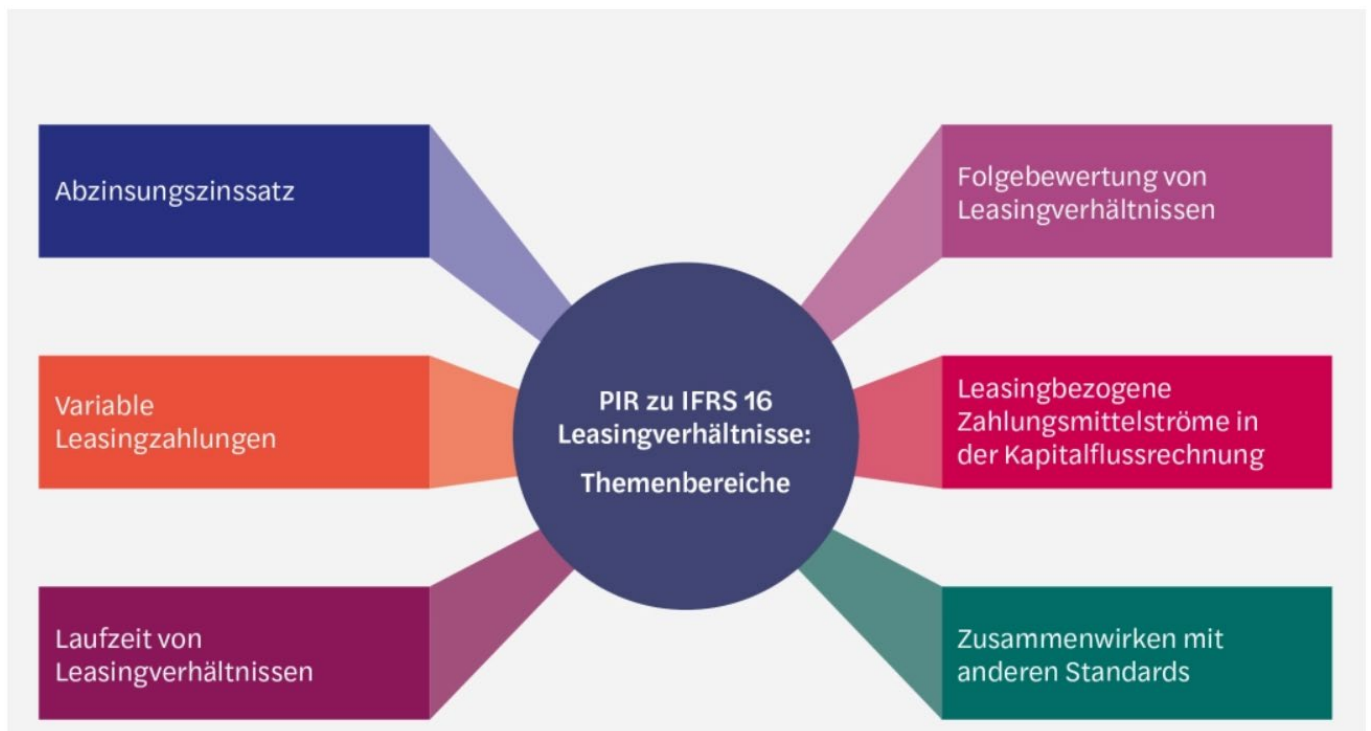 Abzinsungszinssatz
Variable
Leasingzahlungen
Laufzeit von
Leasingverhältnissen
PIR zu IFRS 16
Leasingverhältnisse:
Themenbereiche
Folgebewertung von
Leasingverhältnissen
Leasingbezogene
Zahlungsmittelströme in
der Kapitalflussrechnung
Zusammenwirken mit
anderen Standards